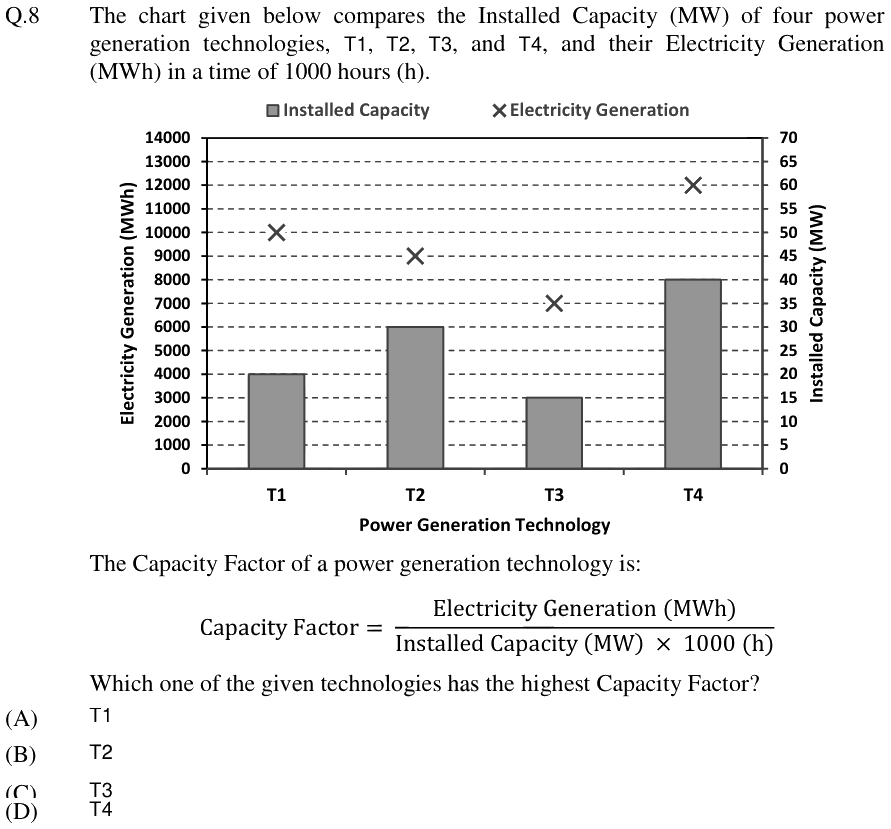 Q.8 The chart given below compares the Installed Capacity (MW) of four power
generation technologies, T1, T2, T3, and T4, and their Electricity Generation
(MWh) in a time of 1000 hours (h).
Installed Capacity × Electricity Generation
14000 70
13000 65
12000 60
11000 55
10000 50
9000 45
8000 40
7000 35
6000 30
5000 25
4000 20
3000 15
2000 10
1000 5
0 0
Electricity Generation (MWh)
Installed Capacity (MW)
T1 T2 T3 T4
Power Generation Technology
The Capacity Factor of a power generation technology is:
Capacity Factor = Electricity Generation (MWh)
Installed Capacity (MW) × 1000 (h)
Which one of the given technologies has the highest Capacity Factor?
(A) T1
(B) T2
(C) T3
(D) T4